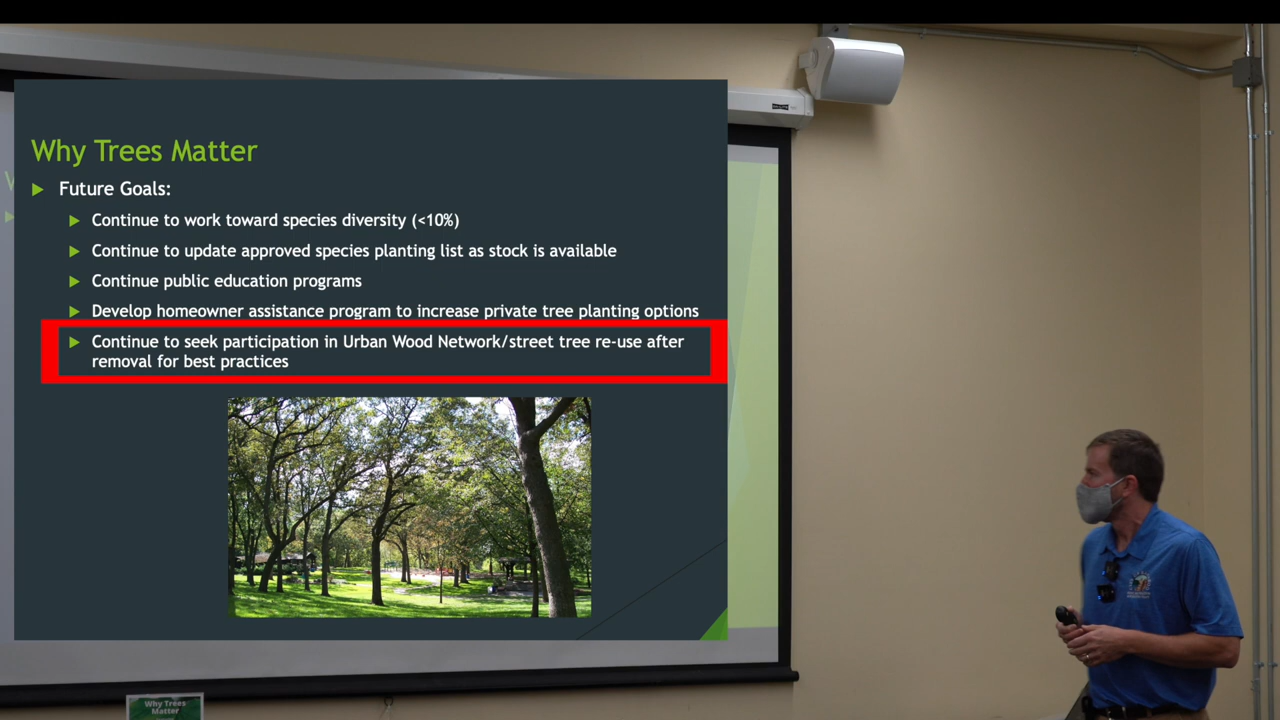 Why Trees Matter
Future Goals:
Continue to work toward species diversity (<10%)
Continue to update approved species planting list as stock is available
Continue public education programs
Develop homeowner assistance program to increase private tree planting options
Continue to seek participation in Urban Wood Network/street tree re-use after
removal for best practices
Why Trees
Matter